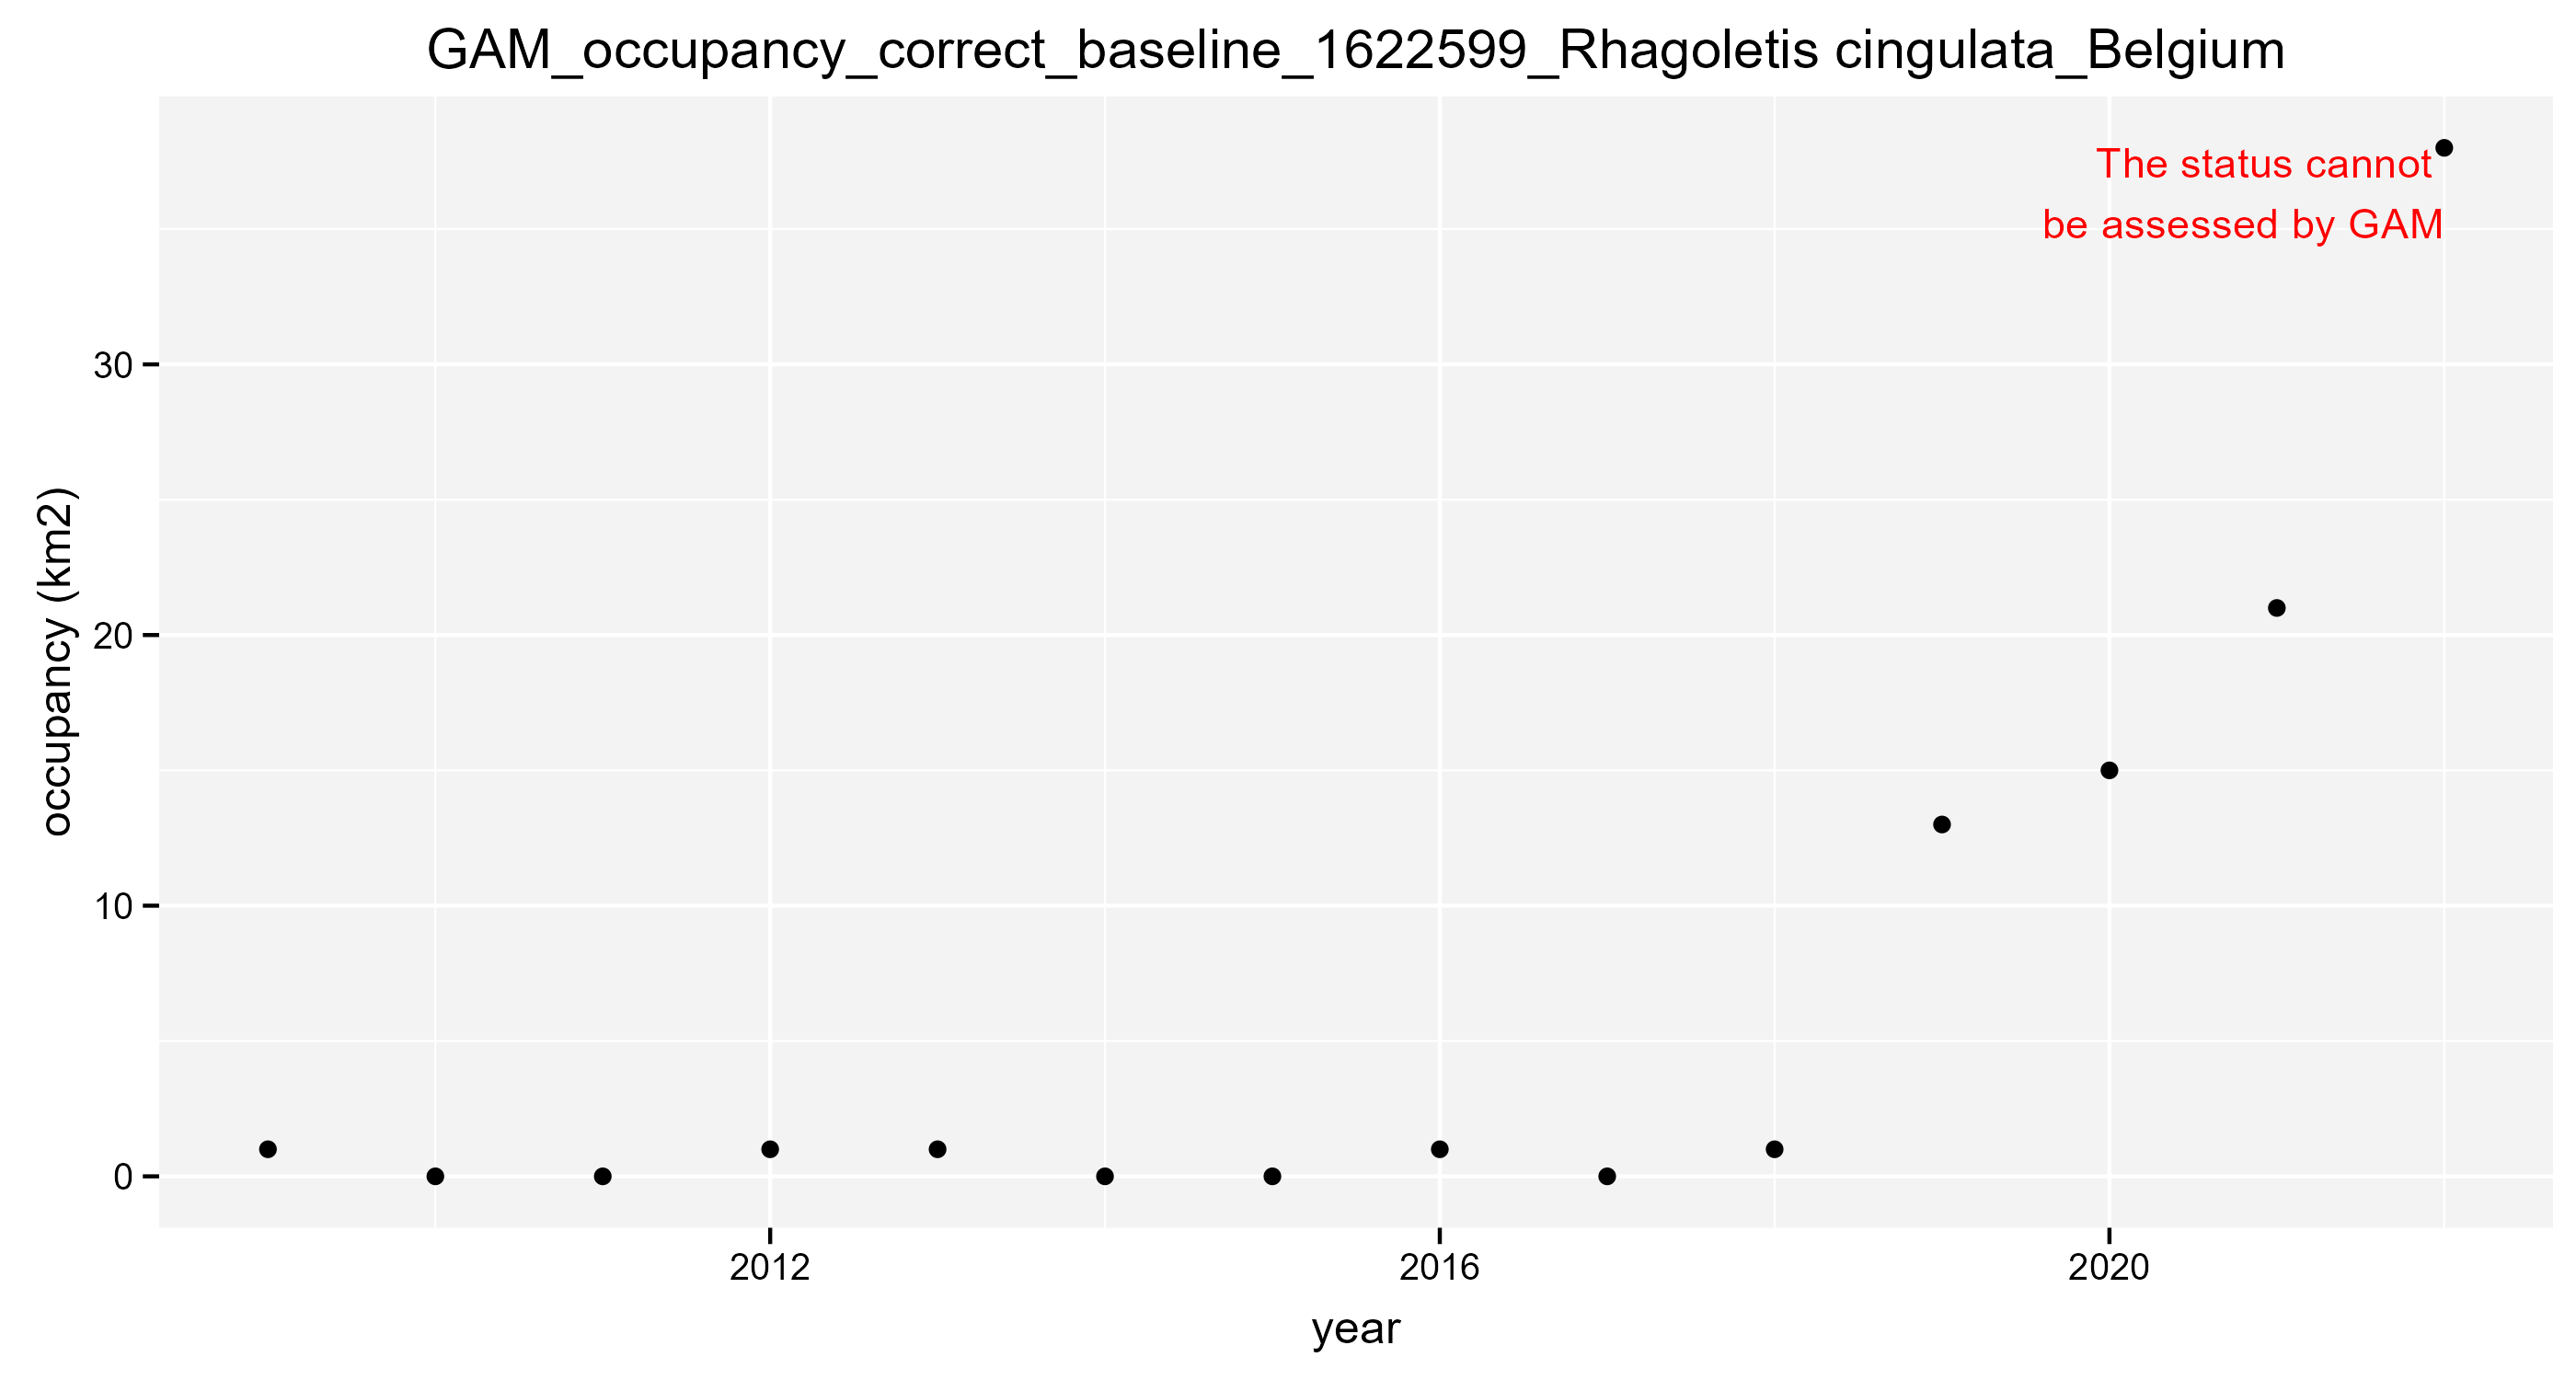 GAM_occupancy_correct_baseline_1622599_Rhagoletis cingulata_Belgium
The status cannot
be assessed by GAM
occupancy (km2)
30
20
10
0
2012
2016
2020
year